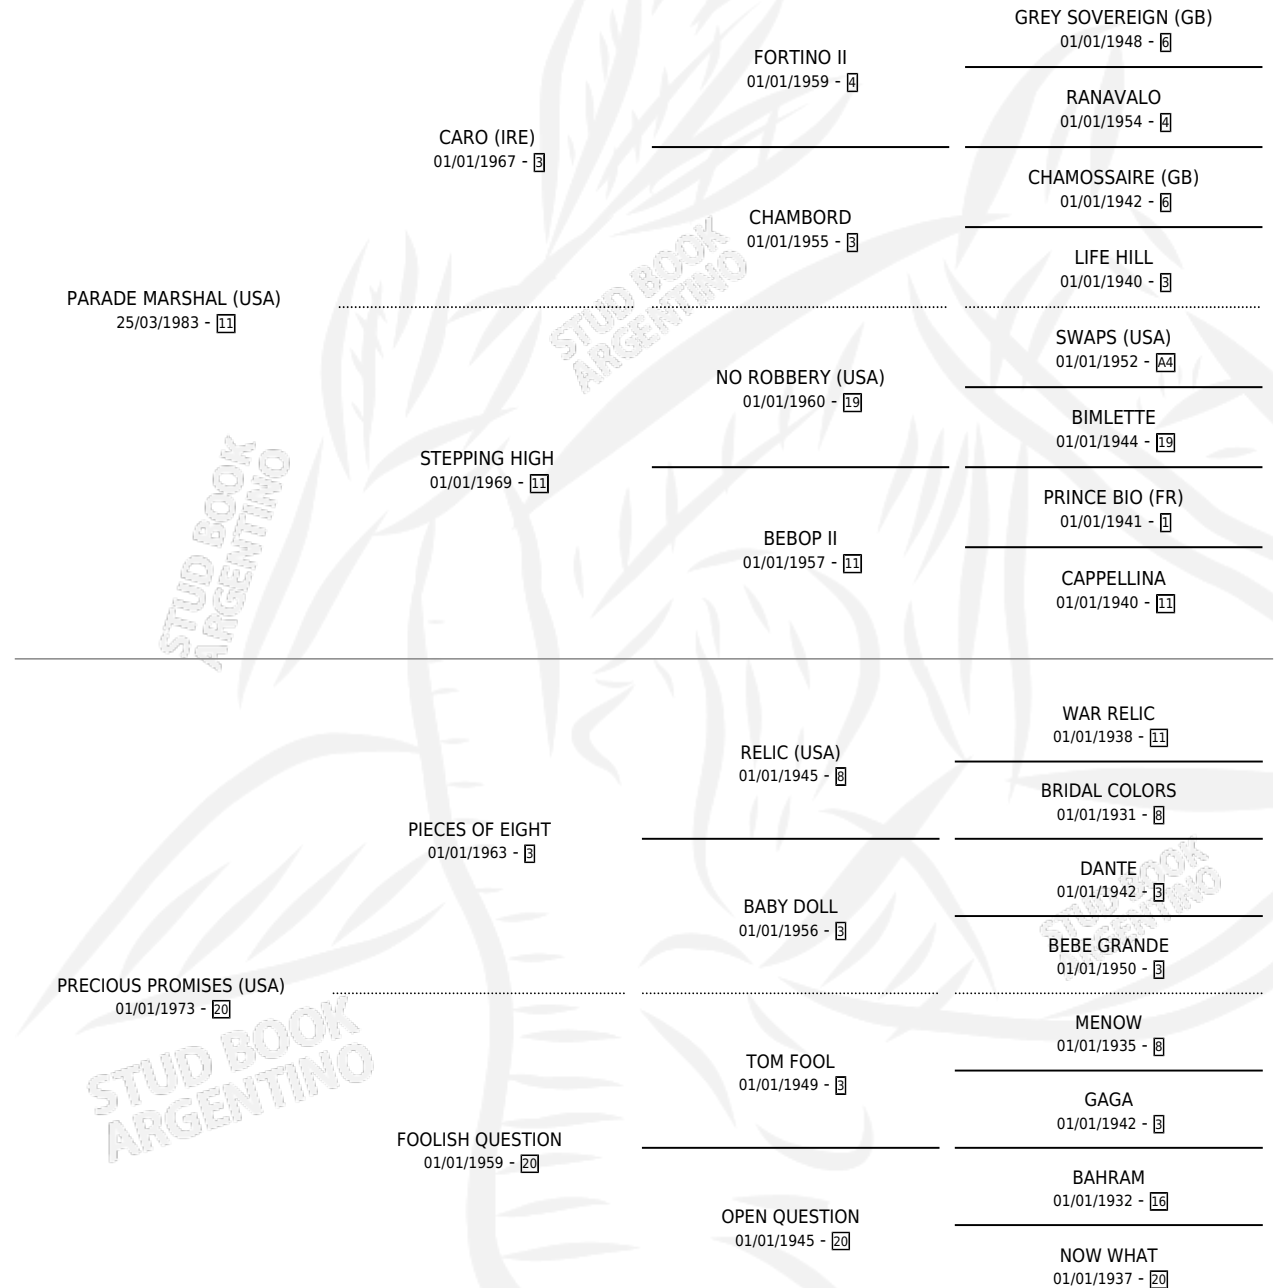 GREY SOVEREIGN (GB)
01/01/1948 - 6
FORTINO II
01/01/1959 - 4
RANAVALO
01/01/1954 - 4
CARO (IRE)
01/01/1967 - 3
CHAMOSSAIRE (GB)
01/01/1942 - 6
CHAMBORD
01/01/1955 - 3
LIFE HILL
01/01/1940 - 3
PARADE MARSHAL (USA)
25/03/1983 - 11
STUD BOOK
ARGENTINO
SWAPS (USA)
01/01/1952 - A4
NO ROBBERY (USA)
01/01/1960 - 19
BIMLETTE
01/01/1944 - 19
STEPPING HIGH
01/01/1969 - 11
PRINCE BIO (FR)
01/01/1941 - 1
BEBOP II
01/01/1957 - 11
CAPPELLINA
01/01/1940 - 11
STUD BOOK
ARGENTINO
WAR RELIC
01/01/1938 - 11
RELIC (USA)
01/01/1945 - 8
BRIDAL COLORS
01/01/1931 - 8
PIECES OF EIGHT
01/01/1963 - 3
DANTE
01/01/1942 - 3
BABY DOLL
01/01/1956 - 3
STUD BOOK
ARGENTINO
BEBE GRANDE
01/01/1950 - 3
PRECIOUS PROMISES (USA)
01/01/1973 - 20
STUD BOOK
ARGENTINO
MENOW
01/01/1935 - 8
TOM FOOL
01/01/1949 - 3
GAGA
01/01/1942 - 3
FOOLISH QUESTION
01/01/1959 - 20
BAHRAM
01/01/1932 - 16
OPEN QUESTION
01/01/1945 - 20
NOW WHAT
01/01/1937 - 20